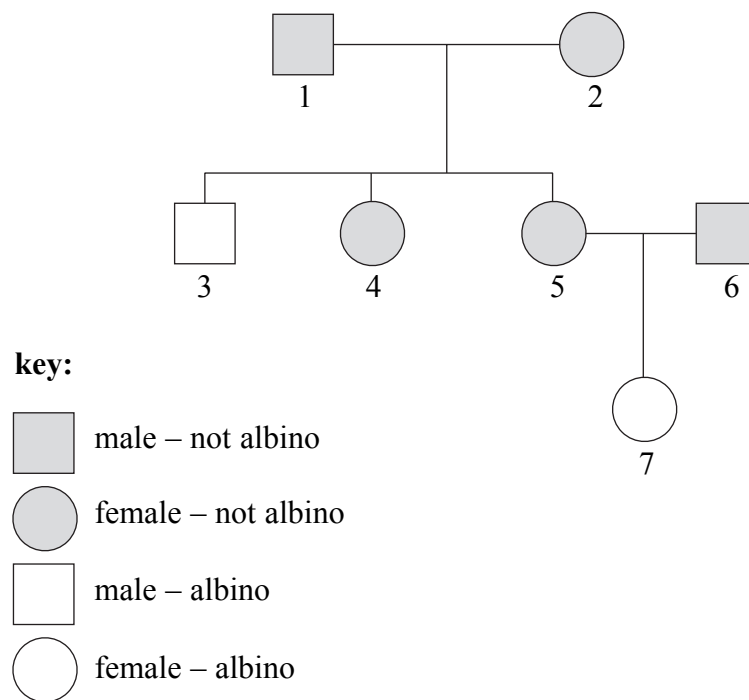 1
2
3
4
5
6
7
key:
male – not albino
female – not albino
male – albino
female – albino